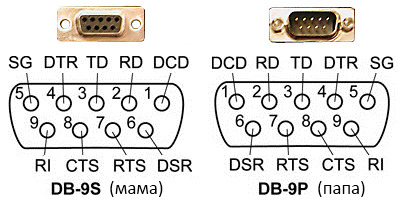 SG DTR TD RD DCD
5 4 3 2 1
9 8 7 6
RI CTS RTS DSR
DB-9S (мама)
DCD RD TD DTR SG
1 2 3 4 5
6 7 8 9
DSR RTS CTS RI
DB-9P (папа)